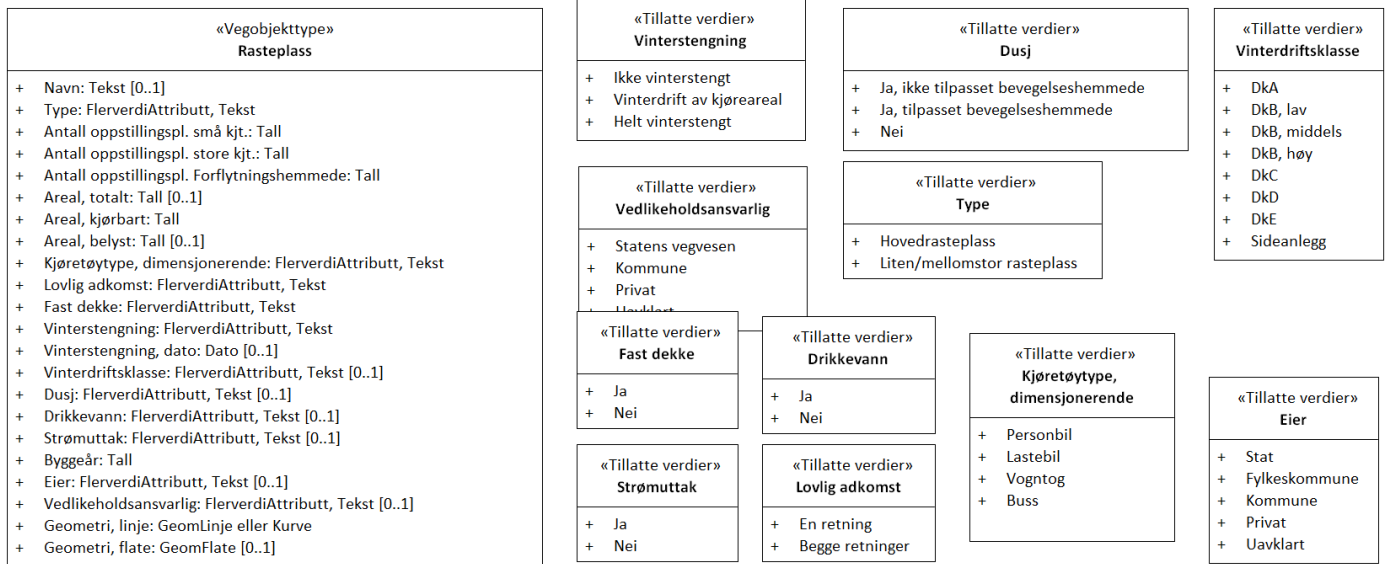 «Vegobjekttype»
Rasteplass
+ Navn: Tekst [0..1]
+ Type: FlerverdiAttributt, Tekst
+ Antall oppstillingspl. små kjt.: Tall
+ Antall oppstillingspl. store kjt.: Tall
+ Antall oppstillingspl. Forflytningshemmede: Tall
+ Areal, totalt: Tall [0..1]
+ Areal, kjørbart: Tall
+ Areal, belyst: Tall [0..1]
+ Kjøretøytype, dimensjonerende: FlerverdiAttributt, Tekst
+ Lovlig adkomst: FlerverdiAttributt, Tekst
+ Fast dekke: FlerverdiAttributt, Tekst
+ Vinterstengning: FlerverdiAttributt, Tekst
+ Vinterstengning, dato: Dato [0..1]
+ Vinterdriftsklasse: FlerverdiAttributt, Tekst [0..1]
+ Dusj: FlerverdiAttributt, Tekst [0..1]
+ Drikkevann: FlerverdiAttributt, Tekst [0..1]
+ Strømuttak: FlerverdiAttributt, Tekst [0..1]
+ Byggeår: Tall
+ Eier: FlerverdiAttributt, Tekst [0..1]
+ Vedlikeholdsansvarlig: FlerverdiAttributt, Tekst [0..1]
+ Geometri, linje: GeomLinje eller Kurve
+ Geometri, flate: GeomFlate [0..1]
«Tillatte verdier»
Vinterstengning
+ Ikke vinterstengt
+ Vinterdrift av kjøreareal
+ Helt vinterstengt
«Tillatte verdier»
Dusj
+ Ja, ikke tilpasset bevegelseshemmede
+ Ja, tilpasset bevegelseshemmede
+ Nei
«Tillatte verdier»
Vinterdriftsklasse
+ DkA
+ DkB, lav
+ DkB, middels
+ DkB, høy
+ DkC
+ DkD
+ DkE
+ Sideanlegg
«Tillatte verdier»
Vedlikeholdsansvarlig
+ Statens vegvesen
+ Kommune
+ Privat
+ Uavklart
«Tillatte verdier»
Type
+ Hovedrasteplass
+ Liten/mellomstor rasteplass
«Tillatte verdier»
Fast dekke
+ Ja
+ Nei
«Tillatte verdier»
Drikkevann
+ Ja
+ Nei
«Tillatte verdier»
Kjøretøytype,
dimensjonerende
+ Personbil
+ Lastebil
+ Vogntog
+ Buss
«Tillatte verdier»
Eier
+ Stat
+ Fylkeskommune
+ Kommune
+ Privat
+ Uavklart
«Tillatte verdier»
Strømuttak
+ Ja
+ Nei
«Tillatte verdier»
Lovlig adkomst
+ En retning
+ Begge retninger